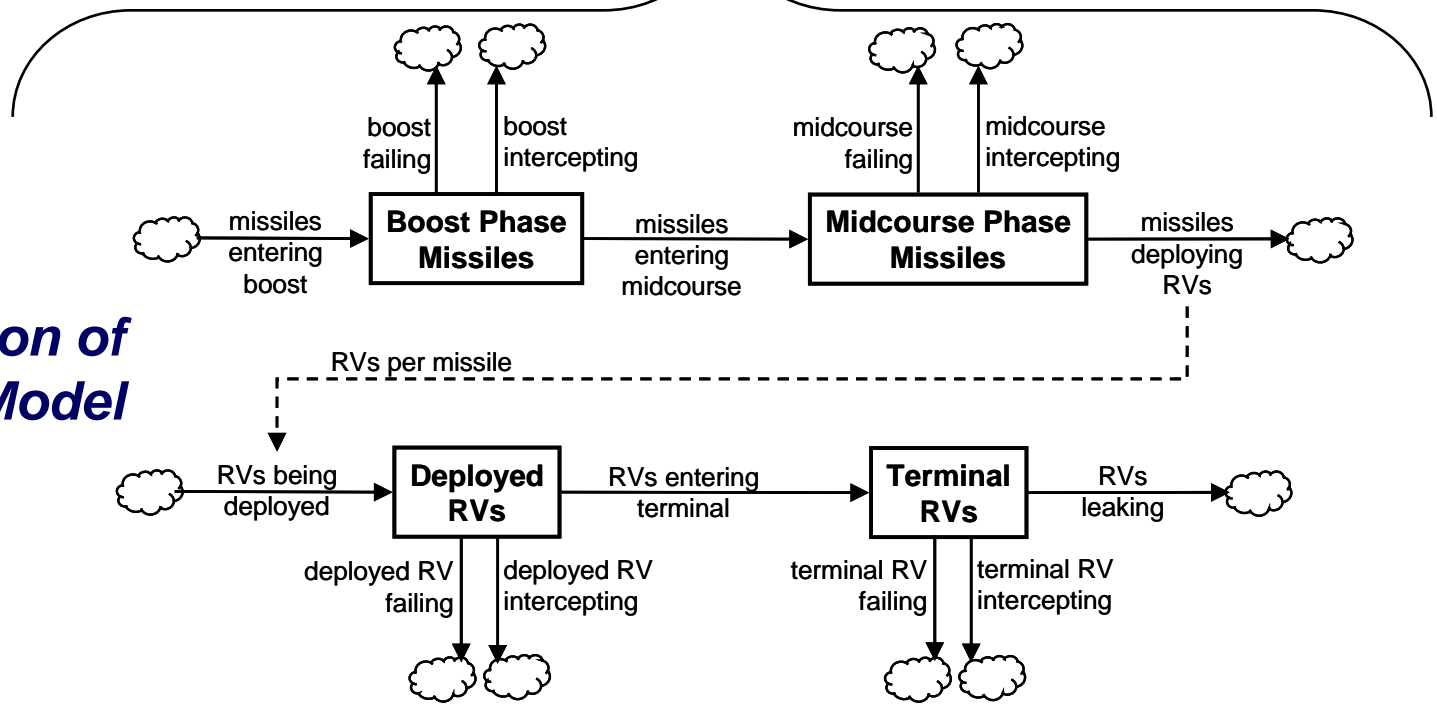 boost
failing
boost
intercepting
midcourse
failing
midcourse
intercepting
missiles
entering
boost
Boost Phase
Missiles
missiles
entering
midcourse
Midcourse Phase
Missiles
missiles
deploying
RVs
on of
Model
RVs per missile
RVs being
deployed
Deployed
RVs
RVs entering
terminal
Terminal
RVs
RVs
leaking
deployed RV
failing
deployed RV
intercepting
terminal RV
failing
terminal RV
intercepting